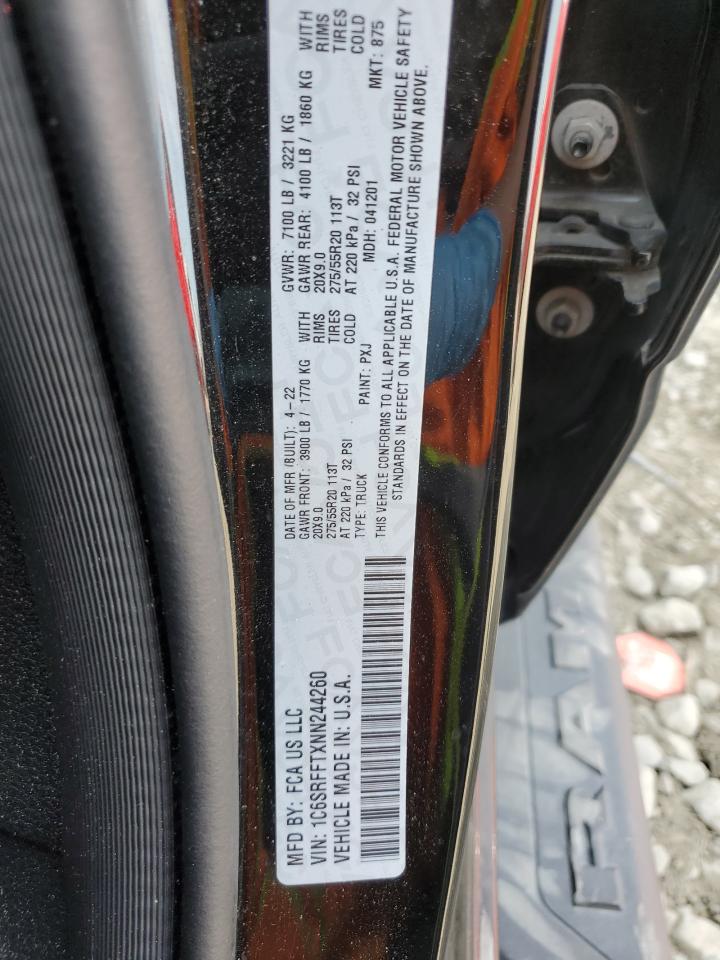 MFD BY: FCA US LLC
DATE OF MFR (BUILT): 4-22
GVWR: 7100 LB / 3221 KG
VIN: 1C6SRFFTXNN244260
GAWR FRONT: 3900 LB / 1770 KG WITH
GAWR REAR: 4100 LB / 1860 KG WITH
VEHICLE MADE IN: U.S.A.
20X9.0 RIMS
20X9.0 RIMS
275/55R20 113T TIRES
275/55R20 113T TIRES
AT 220 kPa / 32 PSI COLD
AT 220 kPa / 32 PSI COLD
TYPE: TRUCK PAINT: PXJ MDH: 041201 MKT: 875
THIS VEHICLE CONFORMS TO ALL APPLICABLE U.S.A. FEDERAL MOTOR VEHICLE SAFETY
STANDARDS IN EFFECT ON THE DATE OF MANUFACTURE SHOWN ABOVE.
RAM